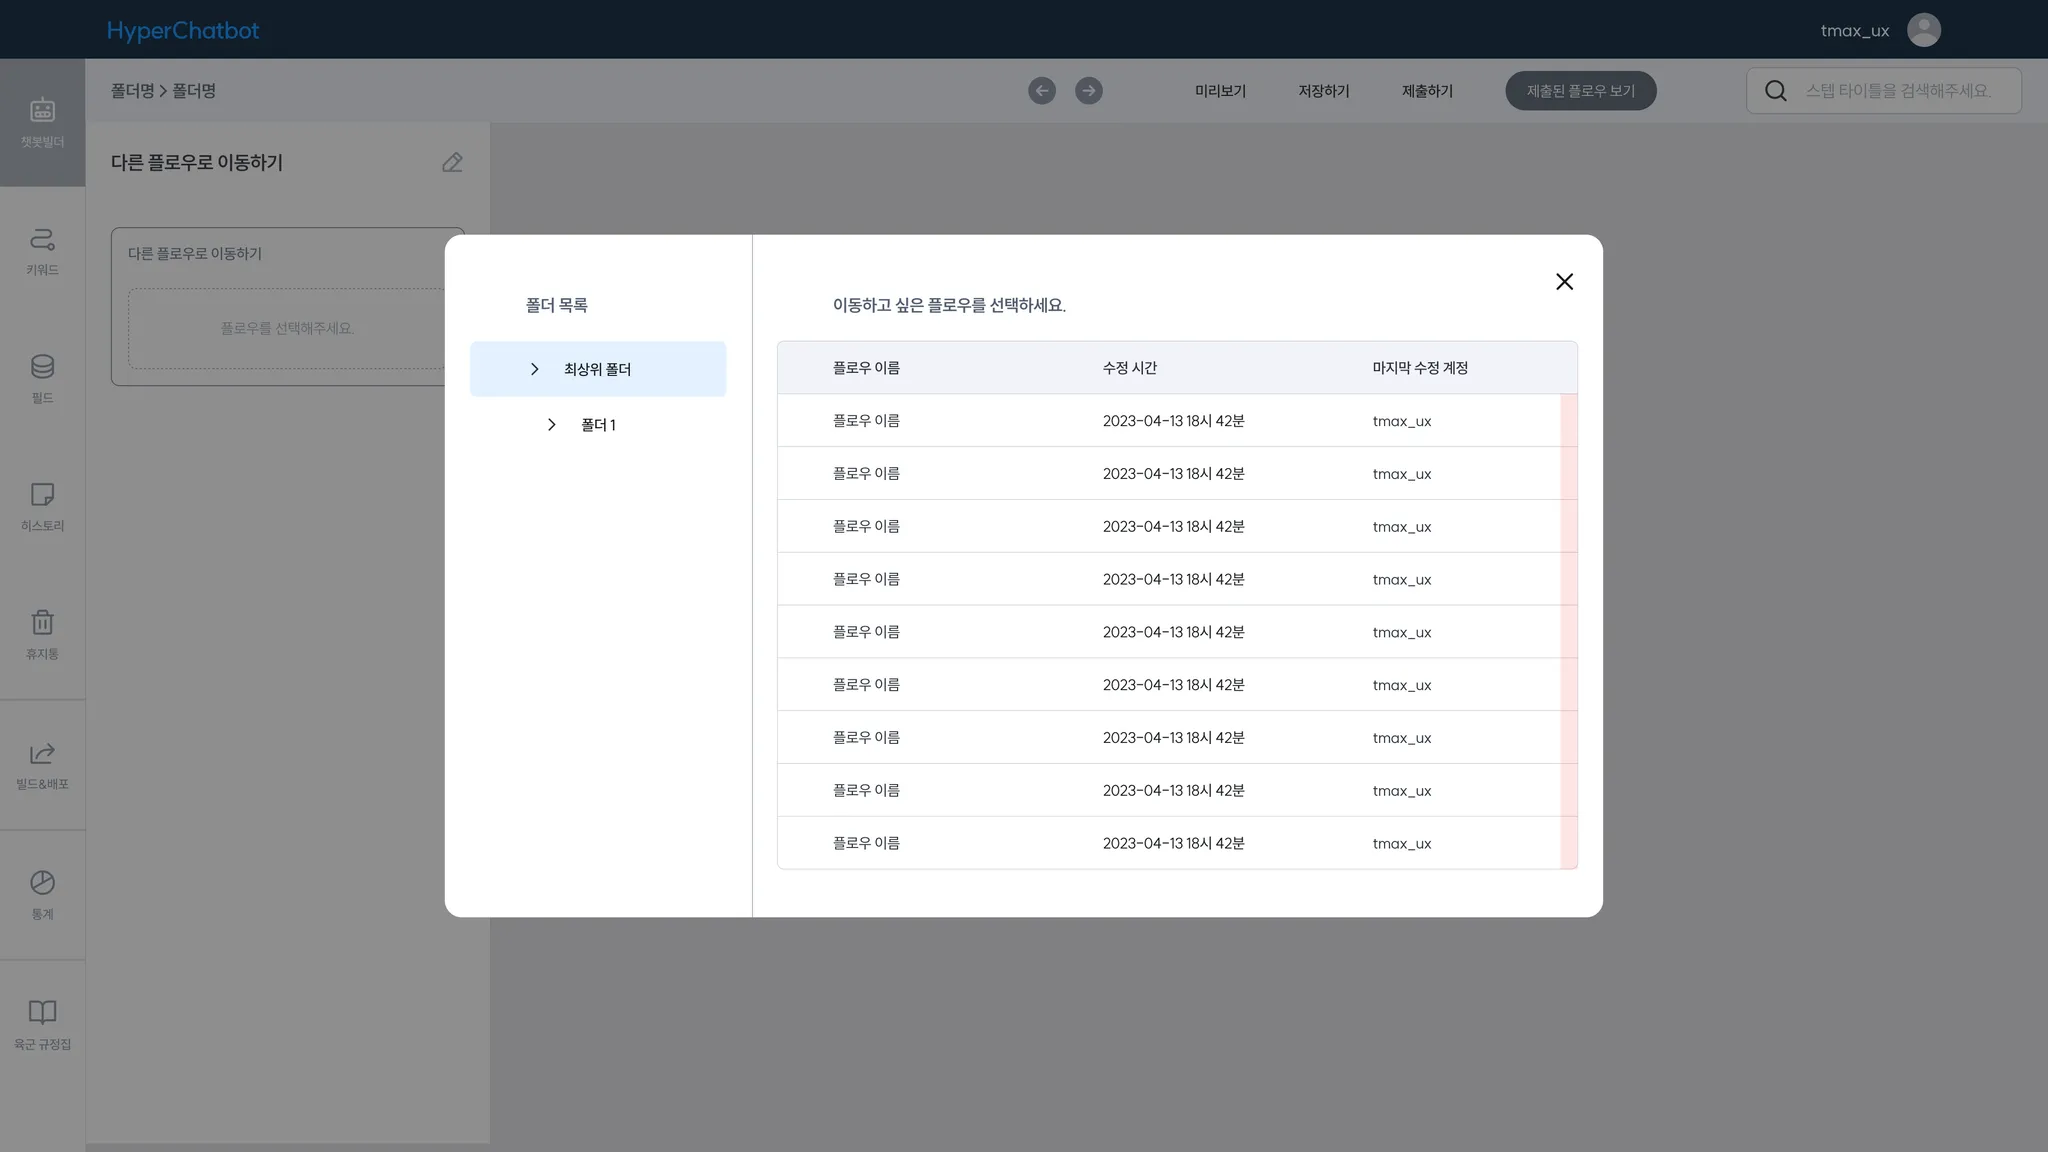 HyperChatbot
tmax_ux
폴더명 > 폴더명
미리보기
저장하기
제출하기
제출된 플로우 보기
스텝 타이틀을 검색해주세요.
챗봇빌더
키워드
필드
히스토리
휴지통
빌드&배포
통계
육군 규정집
다른 플로우로 이동하기
다른 플로우로 이동하기
플로우를 선택해주세요.
폴더 목록
최상위 폴더
폴더 1
이동하고 싶은 플로우를 선택하세요.
플로우 이름 수정 시간 마지막 수정 계정
플로우 이름 2023-04-13 18시 42분 tmax_ux
플로우 이름 2023-04-13 18시 42분 tmax_ux
플로우 이름 2023-04-13 18시 42분 tmax_ux
플로우 이름 2023-04-13 18시 42분 tmax_ux
플로우 이름 2023-04-13 18시 42분 tmax_ux
플로우 이름 2023-04-13 18시 42분 tmax_ux
플로우 이름 2023-04-13 18시 42분 tmax_ux
플로우 이름 2023-04-13 18시 42분 tmax_ux
플로우 이름 2023-04-13 18시 42분 tmax_ux